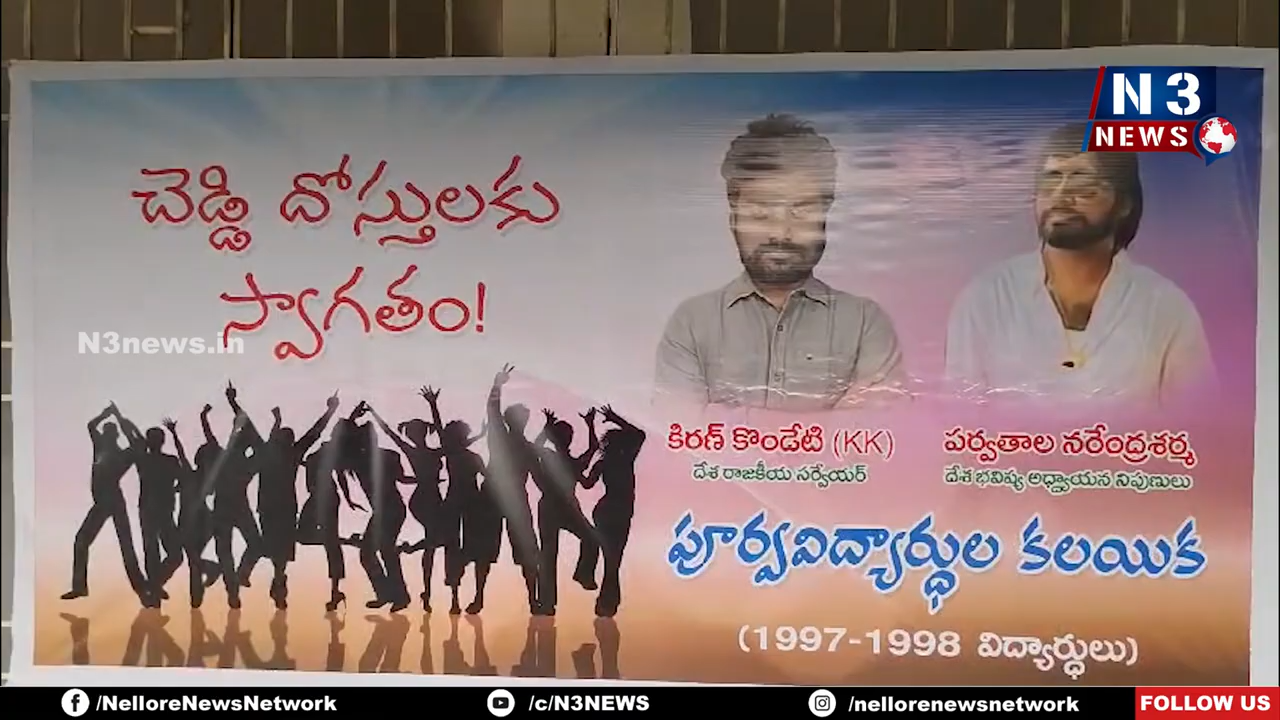 N3
NEWS
చెడ్డి దోస్తులకు
స్వాగతం!
N3news.in
కిరణ్ కొండేటి (KK)
దేశ రాజకీయ సర్వేయర్
పర్వతాల నరేంద్రశర్మ
దేశ భవిష్య అధ్యాయన నిపుణులు
పూర్వవిద్యార్ధుల కలయిక
(1997-1998 విద్యార్ధులు)
/NelloreNewsNetwork
/c/N3NEWS
/nellorenewsnetwork
FOLLOW US